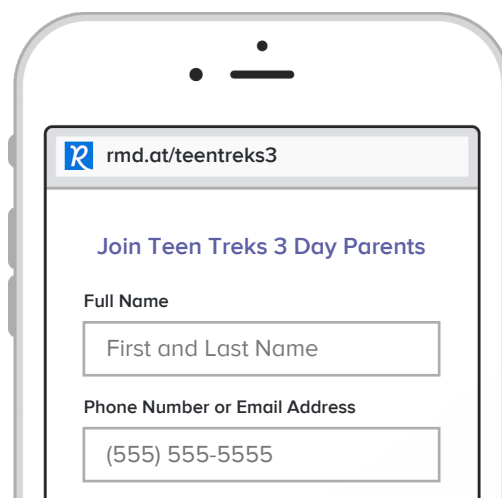 rmd.at/teentreks3
Join Teen Treks 3 Day Parents
Full Name
First and Last Name
Phone Number or Email Address
(555) 555-5555